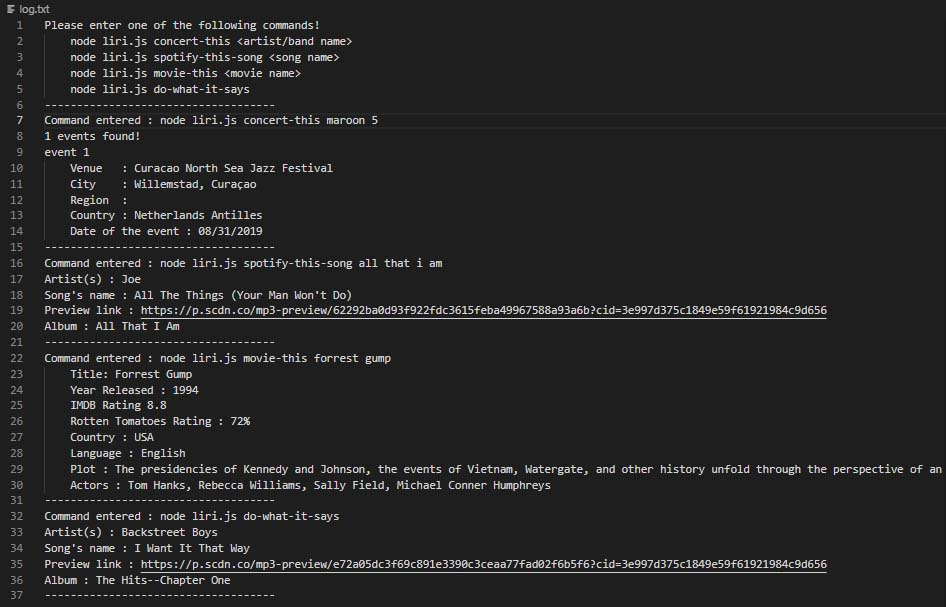 log.txt
1 Please enter one of the following commands!
2 node liri.js concert-this <artist/band name>
3 node liri.js spotify-this-song <song name>
4 node liri.js movie-this <movie name>
5 node liri.js do-what-it-says
6 ------------------------------------
7 Command entered : node liri.js concert-this maroon 5
8 1 events found!
9 event 1
10 Venue   : Curacao North Sea Jazz Festival
11 City    : Willemstad, Curaçao
12 Region  :
13 Country : Netherlands Antilles
14 Date of the event : 08/31/2019
15 ------------------------------------
16 Command entered : node liri.js spotify-this-song all that i am
17 Artist(s) : Joe
18 Song's name : All The Things (Your Man Won't Do)
19 Preview link : https://p.scdn.co/mp3-preview/62292ba0d93f922fdc3615feba49967588a93a6b?cid=3e997d375c1849e59f61921984c9d656
20 Album : All That I Am
21 ------------------------------------
22 Command entered : node liri.js movie-this forrest gump
23 Title: Forrest Gump
24 Year Released : 1994
25 IMDB Rating 8.8
26 Rotten Tomatoes Rating : 72%
27 Country : USA
28 Language : English
29 Plot : The presidencies of Kennedy and Johnson, the events of Vietnam, Watergate, and other history unfold through the perspective of an
30 Actors : Tom Hanks, Rebecca Williams, Sally Field, Michael Conner Humphreys
31 ------------------------------------
32 Command entered : node liri.js do-what-it-says
33 Artist(s) : Backstreet Boys
34 Song's name : I Want It That Way
35 Preview link : https://p.scdn.co/mp3-preview/e72a05dc3f69c891e3390c3ceaa77fad02f6b5f6?cid=3e997d375c1849e59f61921984c9d656
36 Album : The Hits--Chapter One
37 ------------------------------------